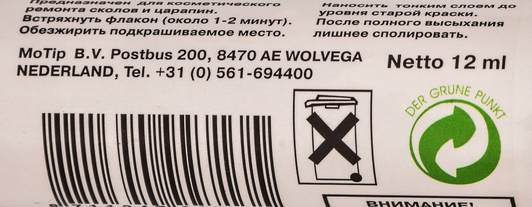 Предназначен для косметического
ремонта сколов и царапин.
Встряхнуть флакон (около 1-2 минут).
Обезжирить подкрашиваемое место.
Наносить тонким слоем до
уровня старой краски.
После полного высыхания
лишнее сполировать.
MoTip B.V. Postbus 200, 8470 AE WOLVEGA
NEDERLAND, Tel. +31 (0) 561-694400
Netto 12 ml
DER GRÜNE PUNKT
ВНИМАНИЕ!